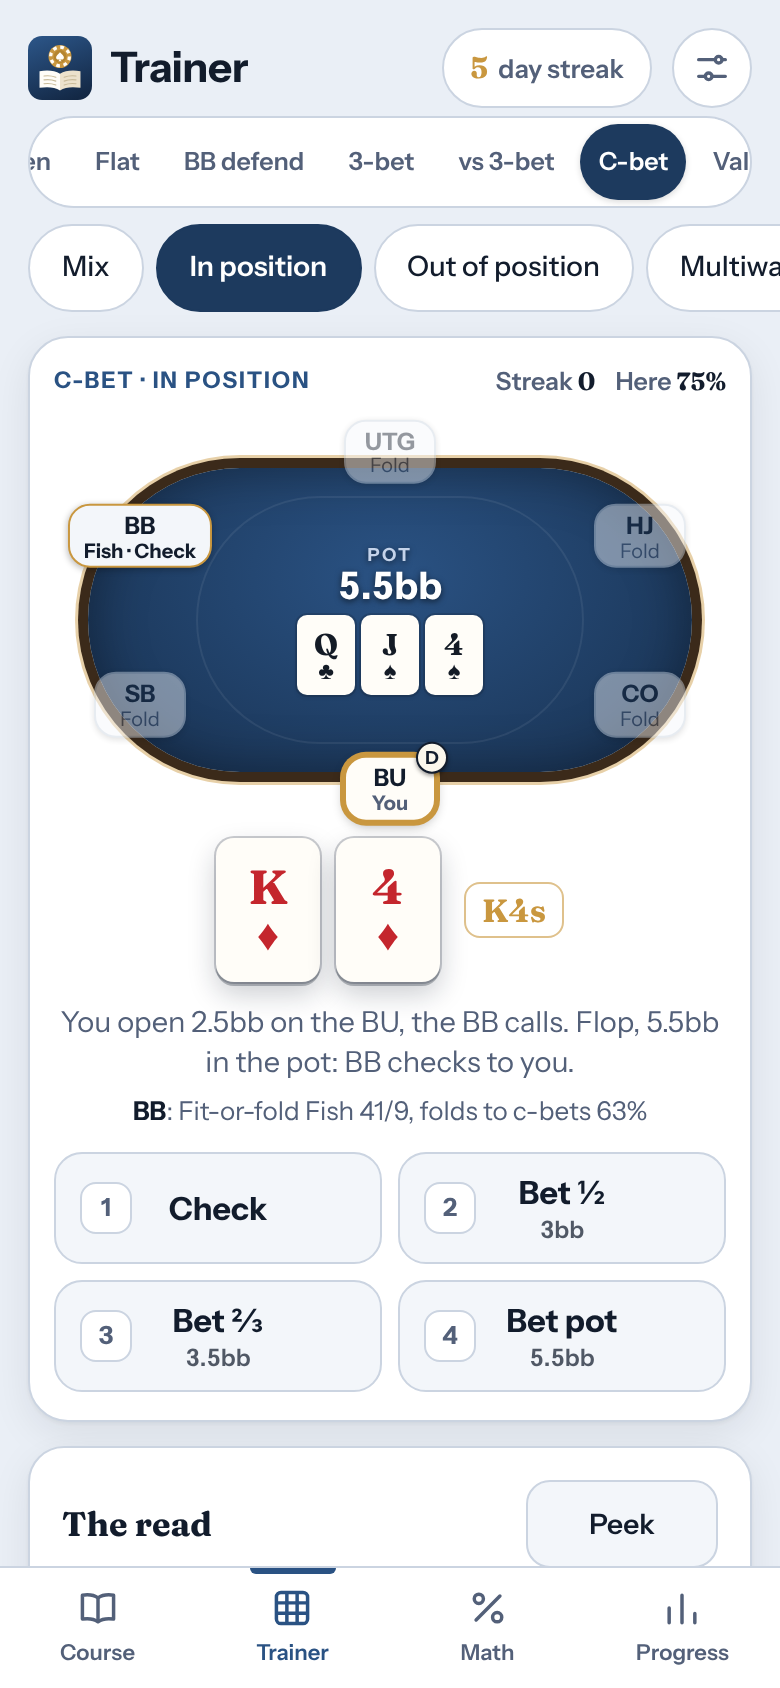 Trainer
5 day streak
en Flat BB defend 3-bet vs 3-bet C-bet Val
Mix In position Out of position Multiwa
C-BET · IN POSITION
Streak 0 Here 75%
UTG
Fold
BB
Fish · Check
HJ
Fold
POT
5.5bb
Q J 4
SB
Fold
CO
Fold
D
BU
You
K 4
K4s
You open 2.5bb on the BU, the BB calls. Flop, 5.5bb
in the pot: BB checks to you.
BB: Fit-or-fold Fish 41/9, folds to c-bets 63%
1 Check
2 Bet ½
3bb
3 Bet ⅔
3.5bb
4 Bet pot
5.5bb
The read
Peek
Course Trainer Math Progress